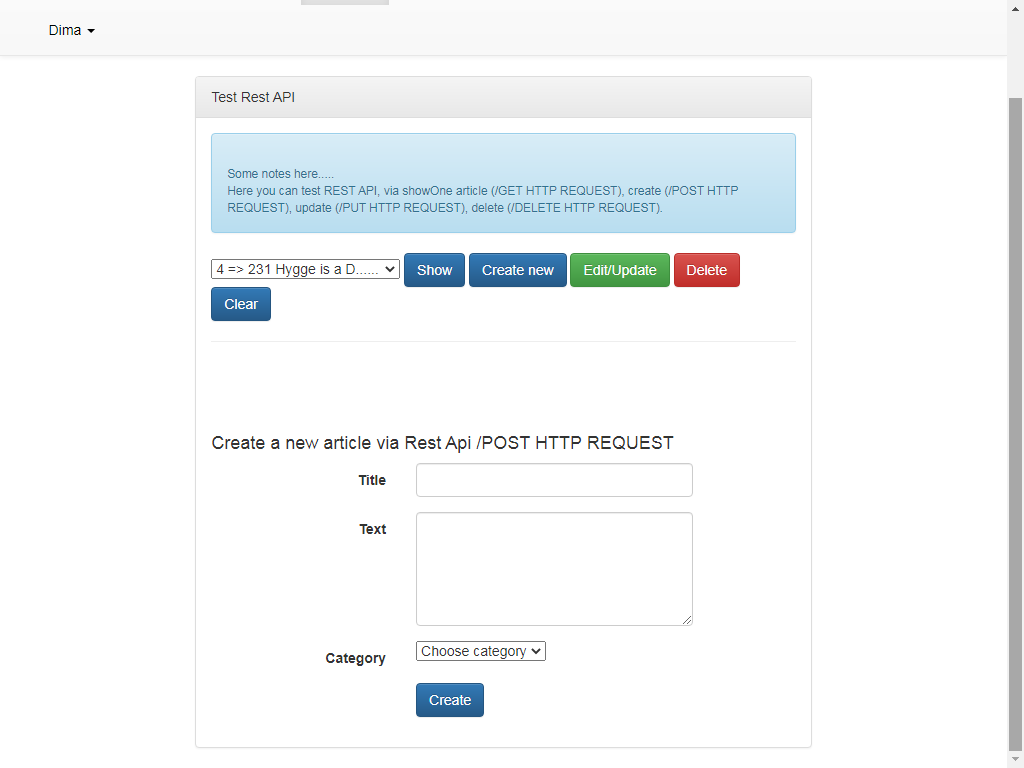 Dima
Test Rest API
Some notes here.....
Here you can test REST API, via showOne article (/GET HTTP REQUEST), create (/POST HTTP
REQUEST), update (/PUT HTTP REQUEST), delete (/DELETE HTTP REQUEST).
4 => 231 Hygge is a D...... Show Create new Edit/Update Delete
Clear
Create a new article via Rest Api /POST HTTP REQUEST
Title
Text
Category Choose category
Create